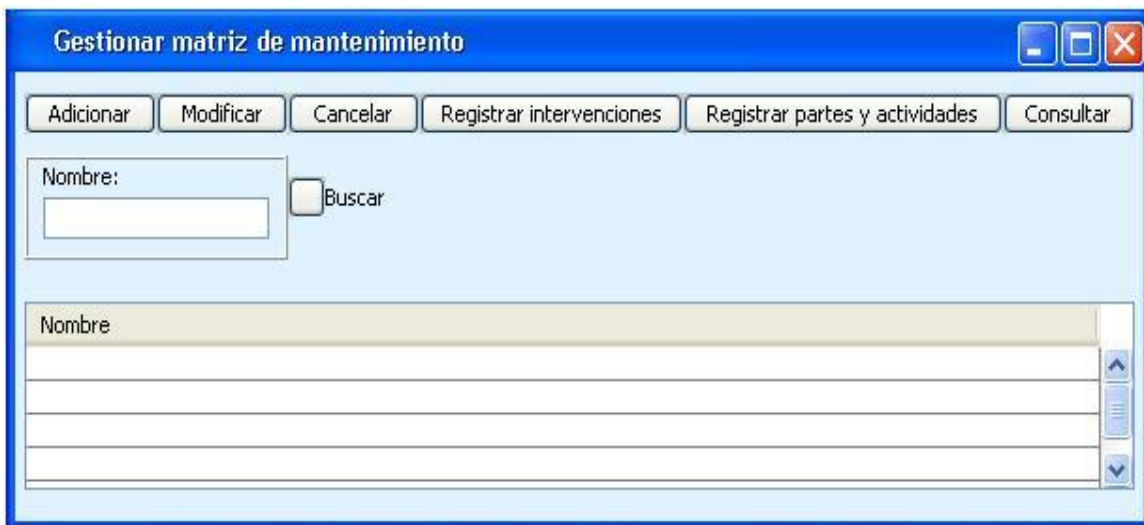 Gestionar matriz de mantenimiento
Adicionar Modificar Cancelar Registrar intervenciones Registrar partes y actividades Consultar
Nombre:
Buscar
Nombre